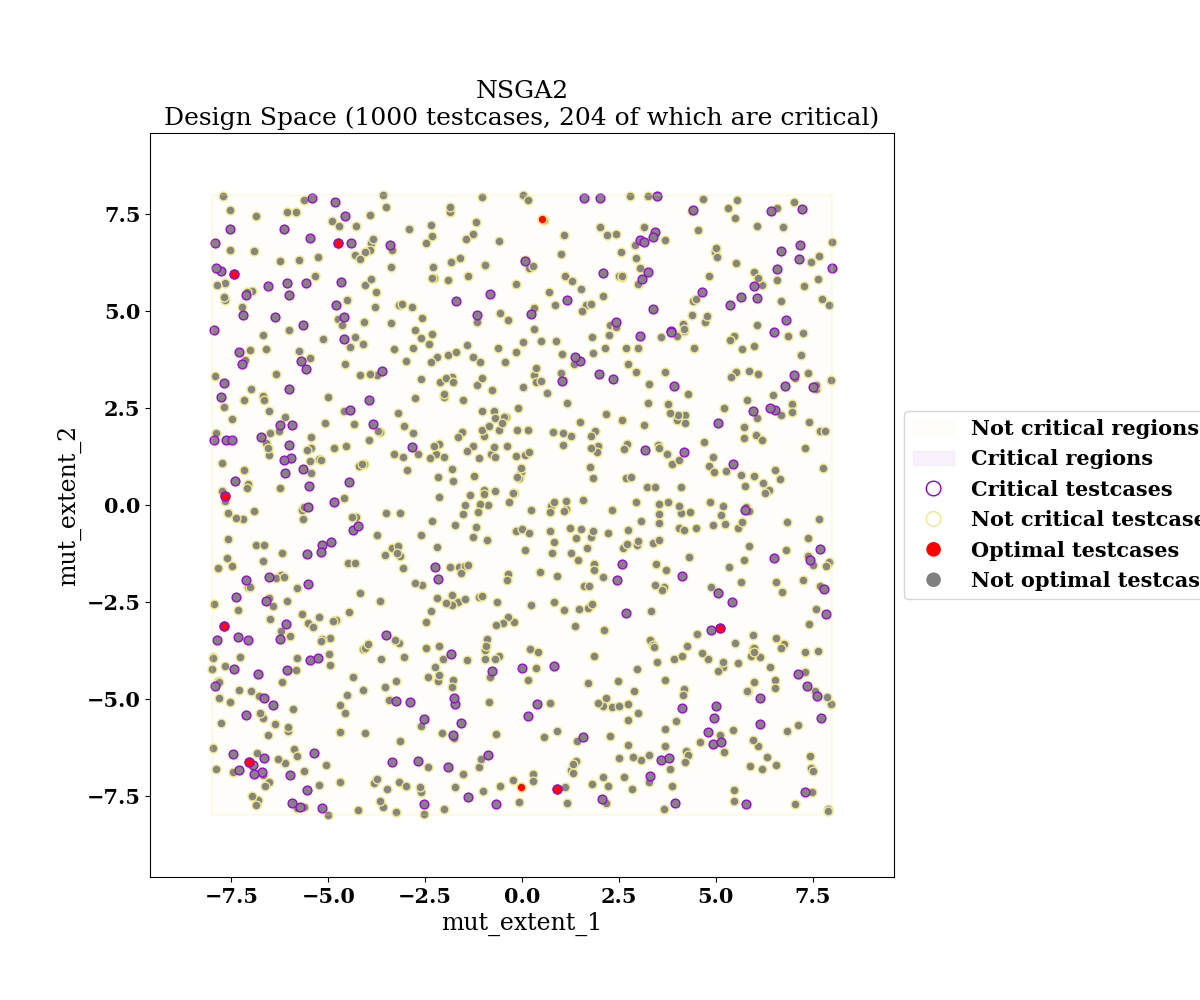 NSGA2
Design Space (1000 testcases, 204 of which are critical)
7.5
5.0
2.5
0.0
−2.5
−5.0
−7.5
mut_extent_2
−7.5 −5.0 −2.5 0.0 2.5 5.0 7.5
mut_extent_1
Not critical regions
Critical regions
Critical testcases
Not critical testcase
Optimal testcases
Not optimal testcas